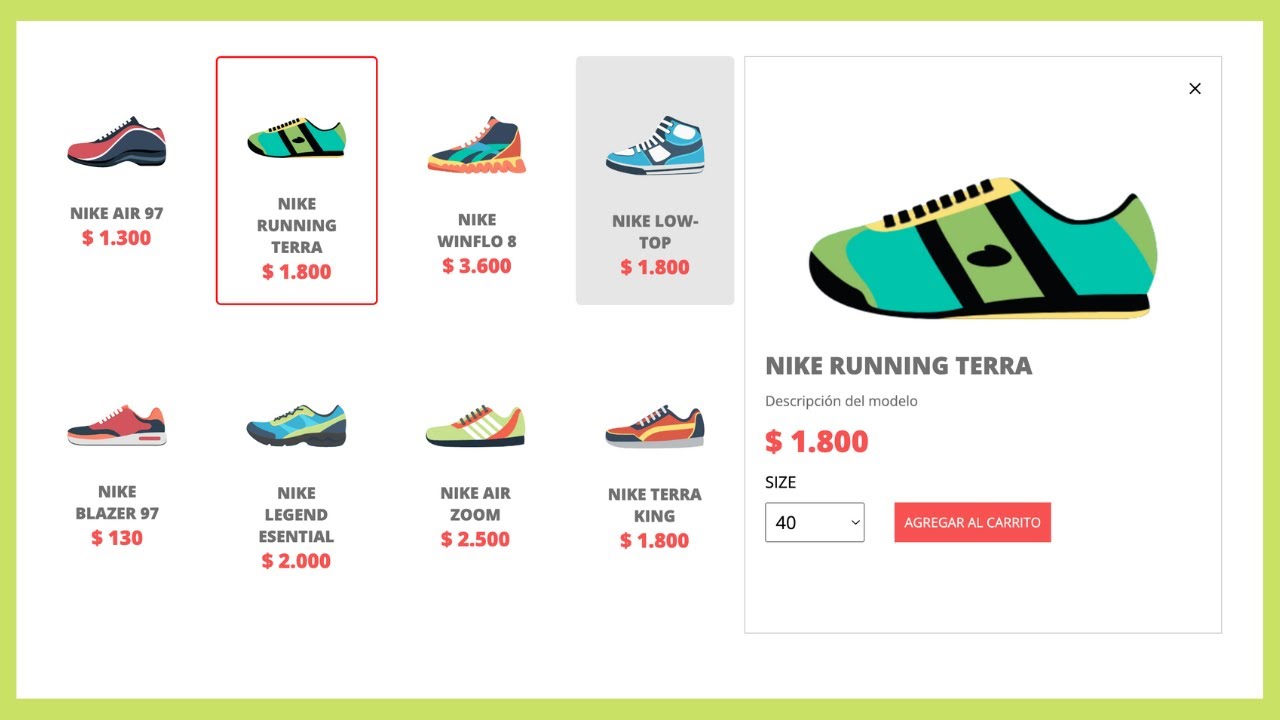 NIKE AIR 97
$ 1.300
NIKE
RUNNING
TERRA
$ 1.800
NIKE
WINFLO 8
$ 3.600
NIKE LOW-
TOP
$ 1.800
NIKE
BLAZER 97
$ 130
NIKE
LEGEND
ESENTIAL
$ 2.000
NIKE AIR
ZOOM
$ 2.500
NIKE TERRA
KING
$ 1.800
NIKE RUNNING TERRA
Descripción del modelo
$ 1.800
SIZE
40
AGREGAR AL CARRITO